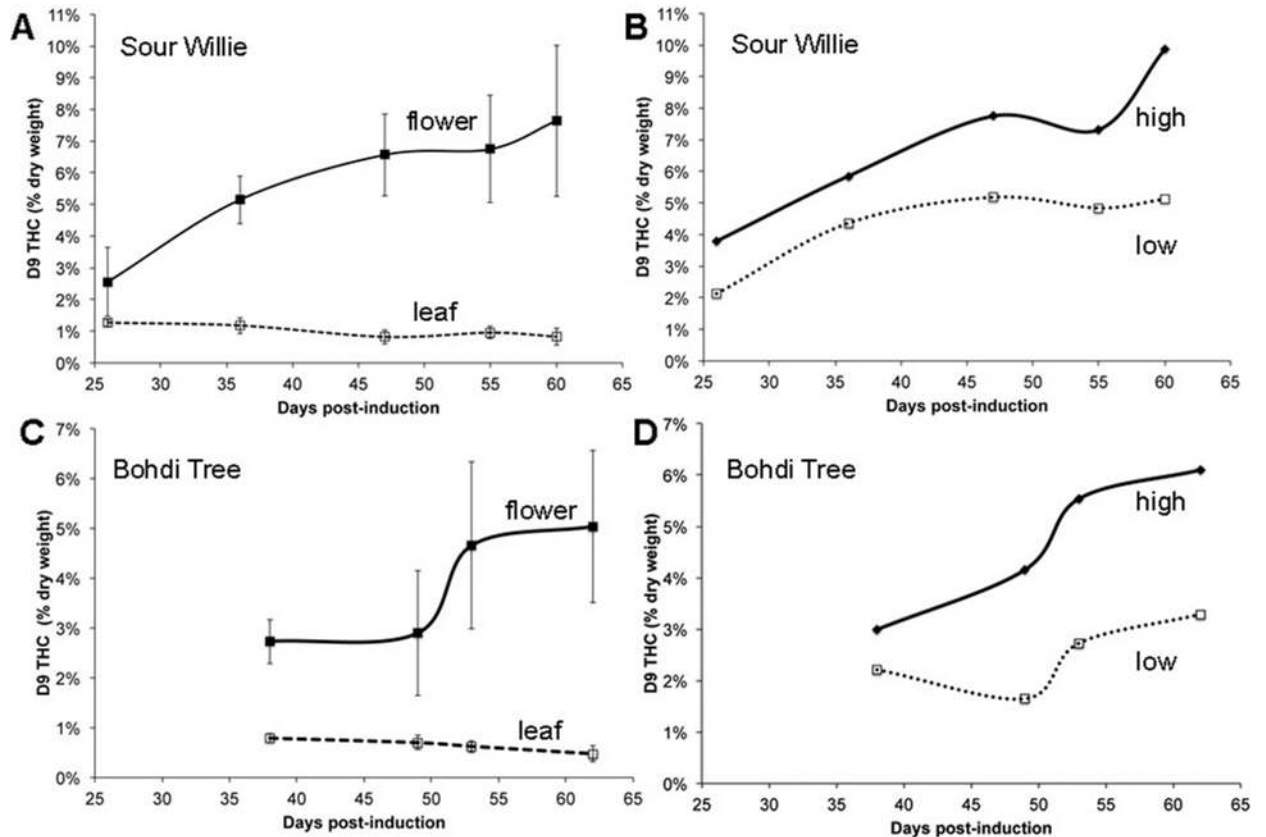 A
Sour Willie
D9 THC (% dry weight)
11%
10%
9%
8%
7%
6%
5%
4%
3%
2%
1%
0%
flower
leaf
25 30 35 40 45 50 55 60 65
Days post-induction
B
Sour Willie
D9 THC (% dry weight)
11%
10%
9%
8%
7%
6%
5%
4%
3%
2%
1%
0%
high
low
25 30 35 40 45 50 55 60 65
Days post-induction
C
Bohdi Tree
D9 THC (% dry weight)
7%
6%
5%
4%
3%
2%
1%
0%
flower
leaf
25 30 35 40 45 50 55 60 65
Days post-induction
D
Bohdi Tree
D9 THC (% dry weight)
7%
6%
5%
4%
3%
2%
1%
0%
high
low
25 30 35 40 45 50 55 60 65
Days post-induction